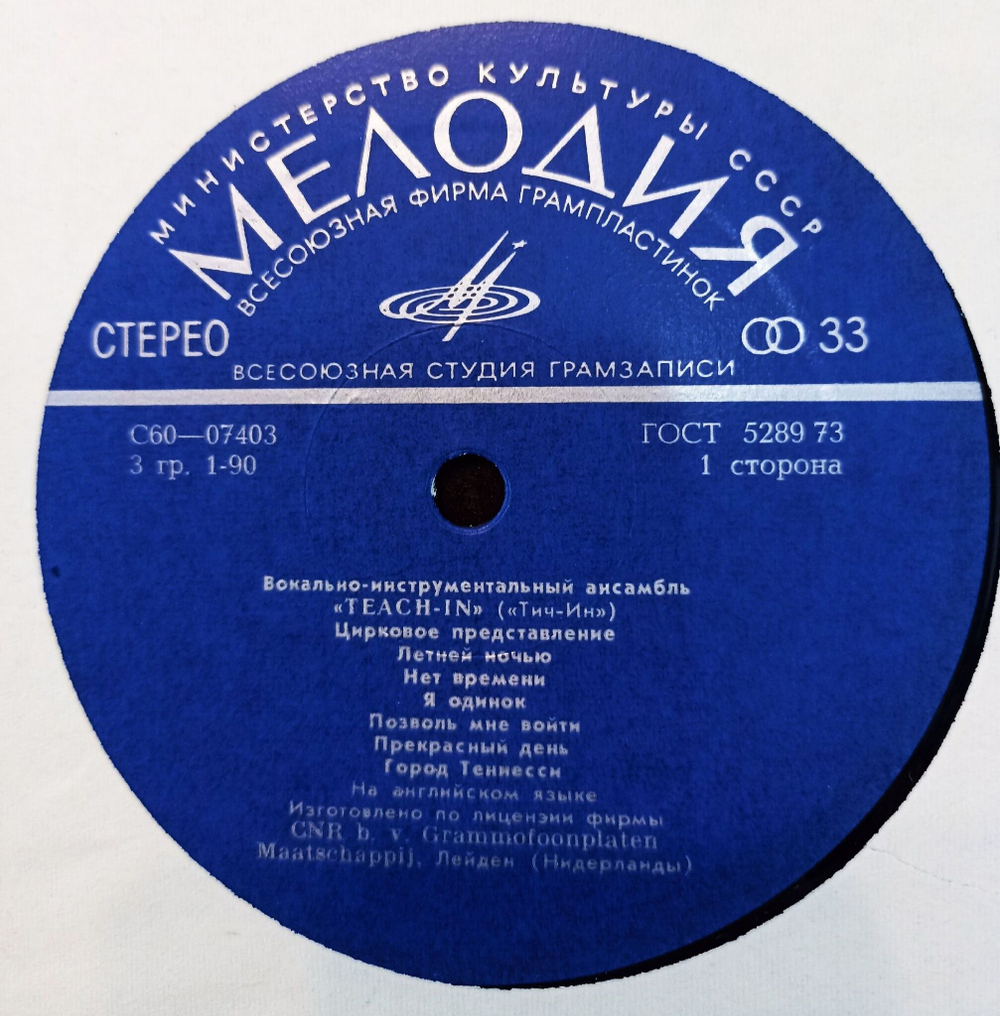 МИНИСТЕРСТВО КУЛЬТУРЫ СССР
МЕЛОДИЯ
ВСЕСОЮЗНАЯ ФИРМА ГРАМПЛАСТИНОК
СТЕРЕО
33
ВСЕСОЮЗНАЯ СТУДИЯ ГРАМЗАПИСИ
С60—07403
ГОСТ 5289 73
3 гр. 1-90
1 сторона
Вокально-инструментальный ансамбль
«TEACH-IN» («Тич-Ин»)
Цирковое представление
Летней ночью
Нет времени
Я одинок
Позволь мне войти
Прекрасный день
Город Теннесси
На английском языке
Изготовлено по лицензии фирмы
CNR b. v. Grammofoonplaten
Maatschappij, Лейден (Нидерланды)